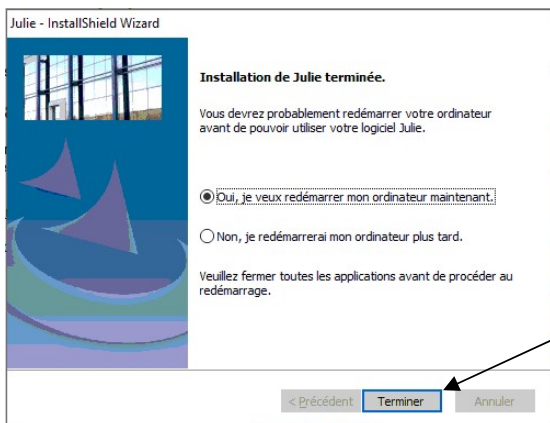 Julie - InstallShield Wizard
Installation de Julie terminée.
Vous devrez probablement redémarrer votre ordinateur
avant de pouvoir utiliser votre logiciel Julie.
Oui, je veux redémarrer mon ordinateur maintenant.
Non, je redémarrerai mon ordinateur plus tard.
Veuillez fermer toutes les applications avant de procéder au
redémarrage.
< Précédent Terminer Annuler